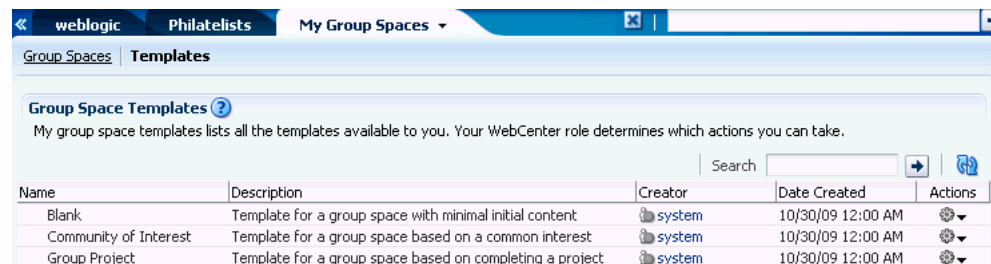 « weblogic Philatelists My Group Spaces
Group Spaces Templates
Group Space Templates ?
My group space templates lists all the templates available to you. Your WebCenter role determines which actions you can take.
Search
Name Description Creator Date Created Actions
Blank Template for a group space with minimal initial content system 10/30/09 12:00 AM
Community of Interest Template for a group space based on a common interest system 10/30/09 12:00 AM
Group Project Template for a group space based on completing a project system 10/30/09 12:00 AM